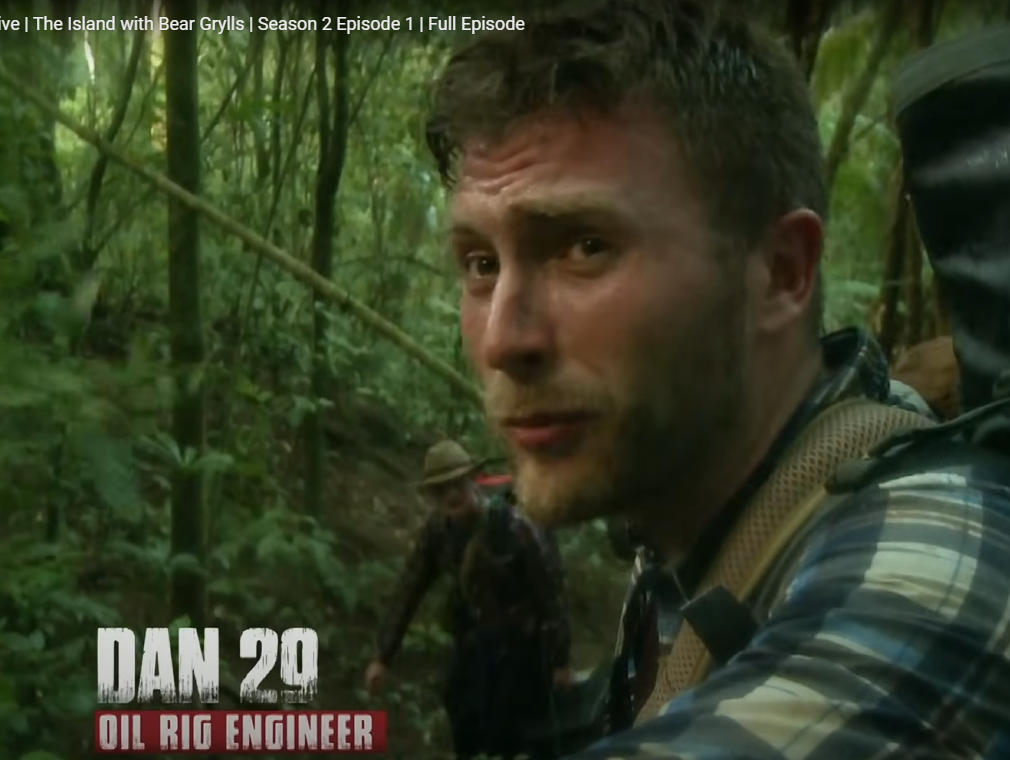 ive | The Island with Bear Grylls | Season 2 Episode 1 | Full Episode
DAN 29
OIL RIG ENGINEER